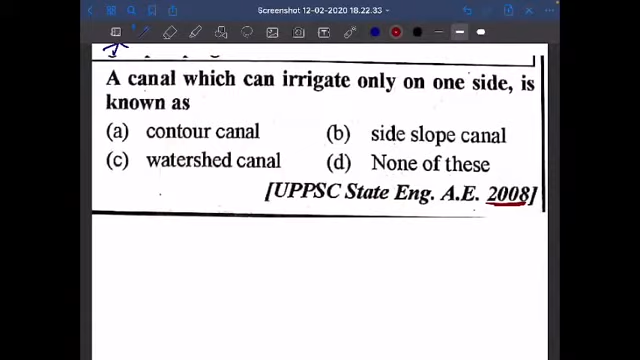 Screenshot 12-02-2020 18.22.33
A canal which can irrigate only on one side, is
known as
(a) contour canal (b) side slope canal
(c) watershed canal (d) None of these
[UPPSC State Eng. A.E. 2008]